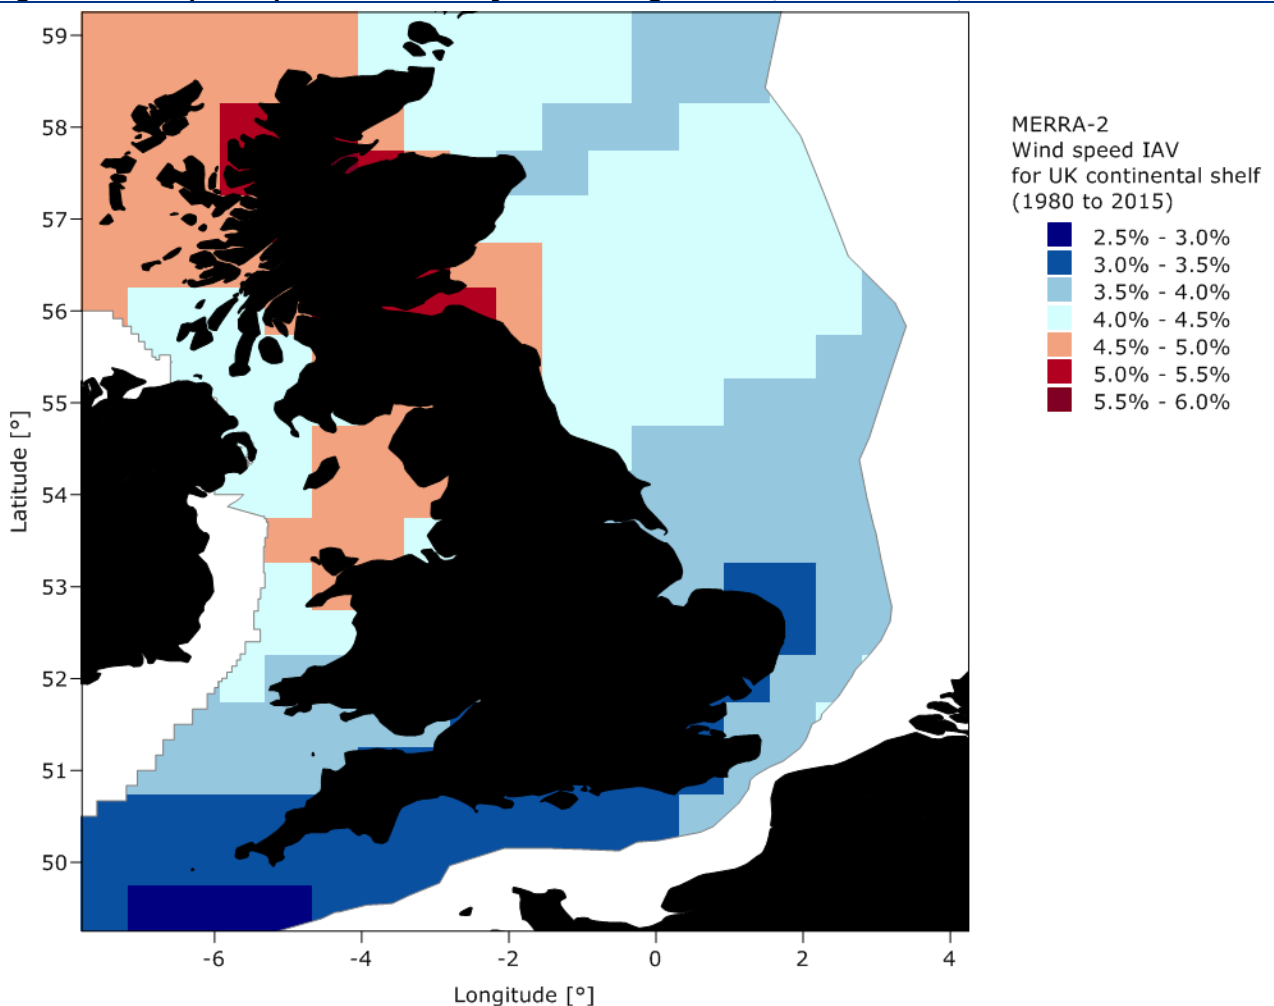 MERRA-2
Wind speed IAV
for UK continental shelf
(1980 to 2015)
2.5% - 3.0%
3.0% - 3.5%
3.5% - 4.0%
4.0% - 4.5%
4.5% - 5.0%
5.0% - 5.5%
5.5% - 6.0%
Latitude [°]
59
58
57
56
55
54
53
52
51
50
-6
-4
-2
0
2
4
Longitude [°]